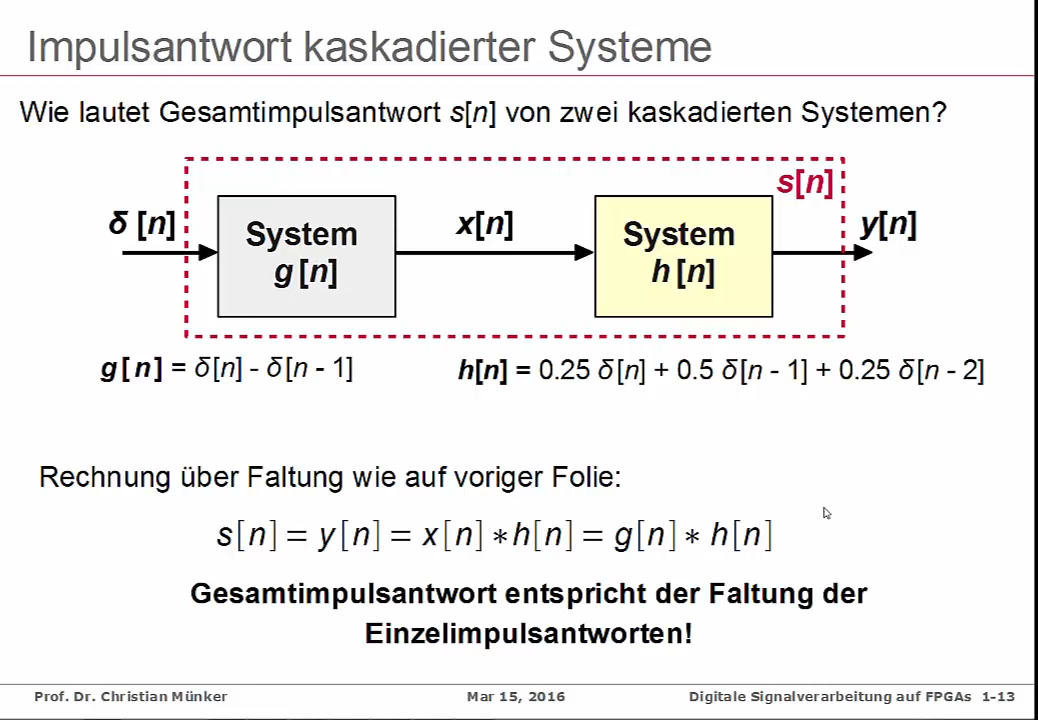 Impulsantwort kaskadierter Systeme
Wie lautet Gesamtimpulsantwort s[n] von zwei kaskadierten Systemen?
s[n]
δ [n]
System
g [n]
x[n]
System
h [n]
y[n]
g[ n] = δ[n] - δ[n - 1]
h[n] = 0.25 δ[n] + 0.5 δ[n - 1] + 0.25 δ[n - 2]
Rechnung über Faltung wie auf voriger Folie:
s[n] = y[n] = x[n] ∗ h[n] = g[n] ∗ h[n]
Gesamtimpulsantwort entspricht der Faltung der
Einzelimpulsantworten!
Prof. Dr. Christian Münker
Mar 15, 2016
Digitale Signalverarbeitung auf FPGAs 1-13